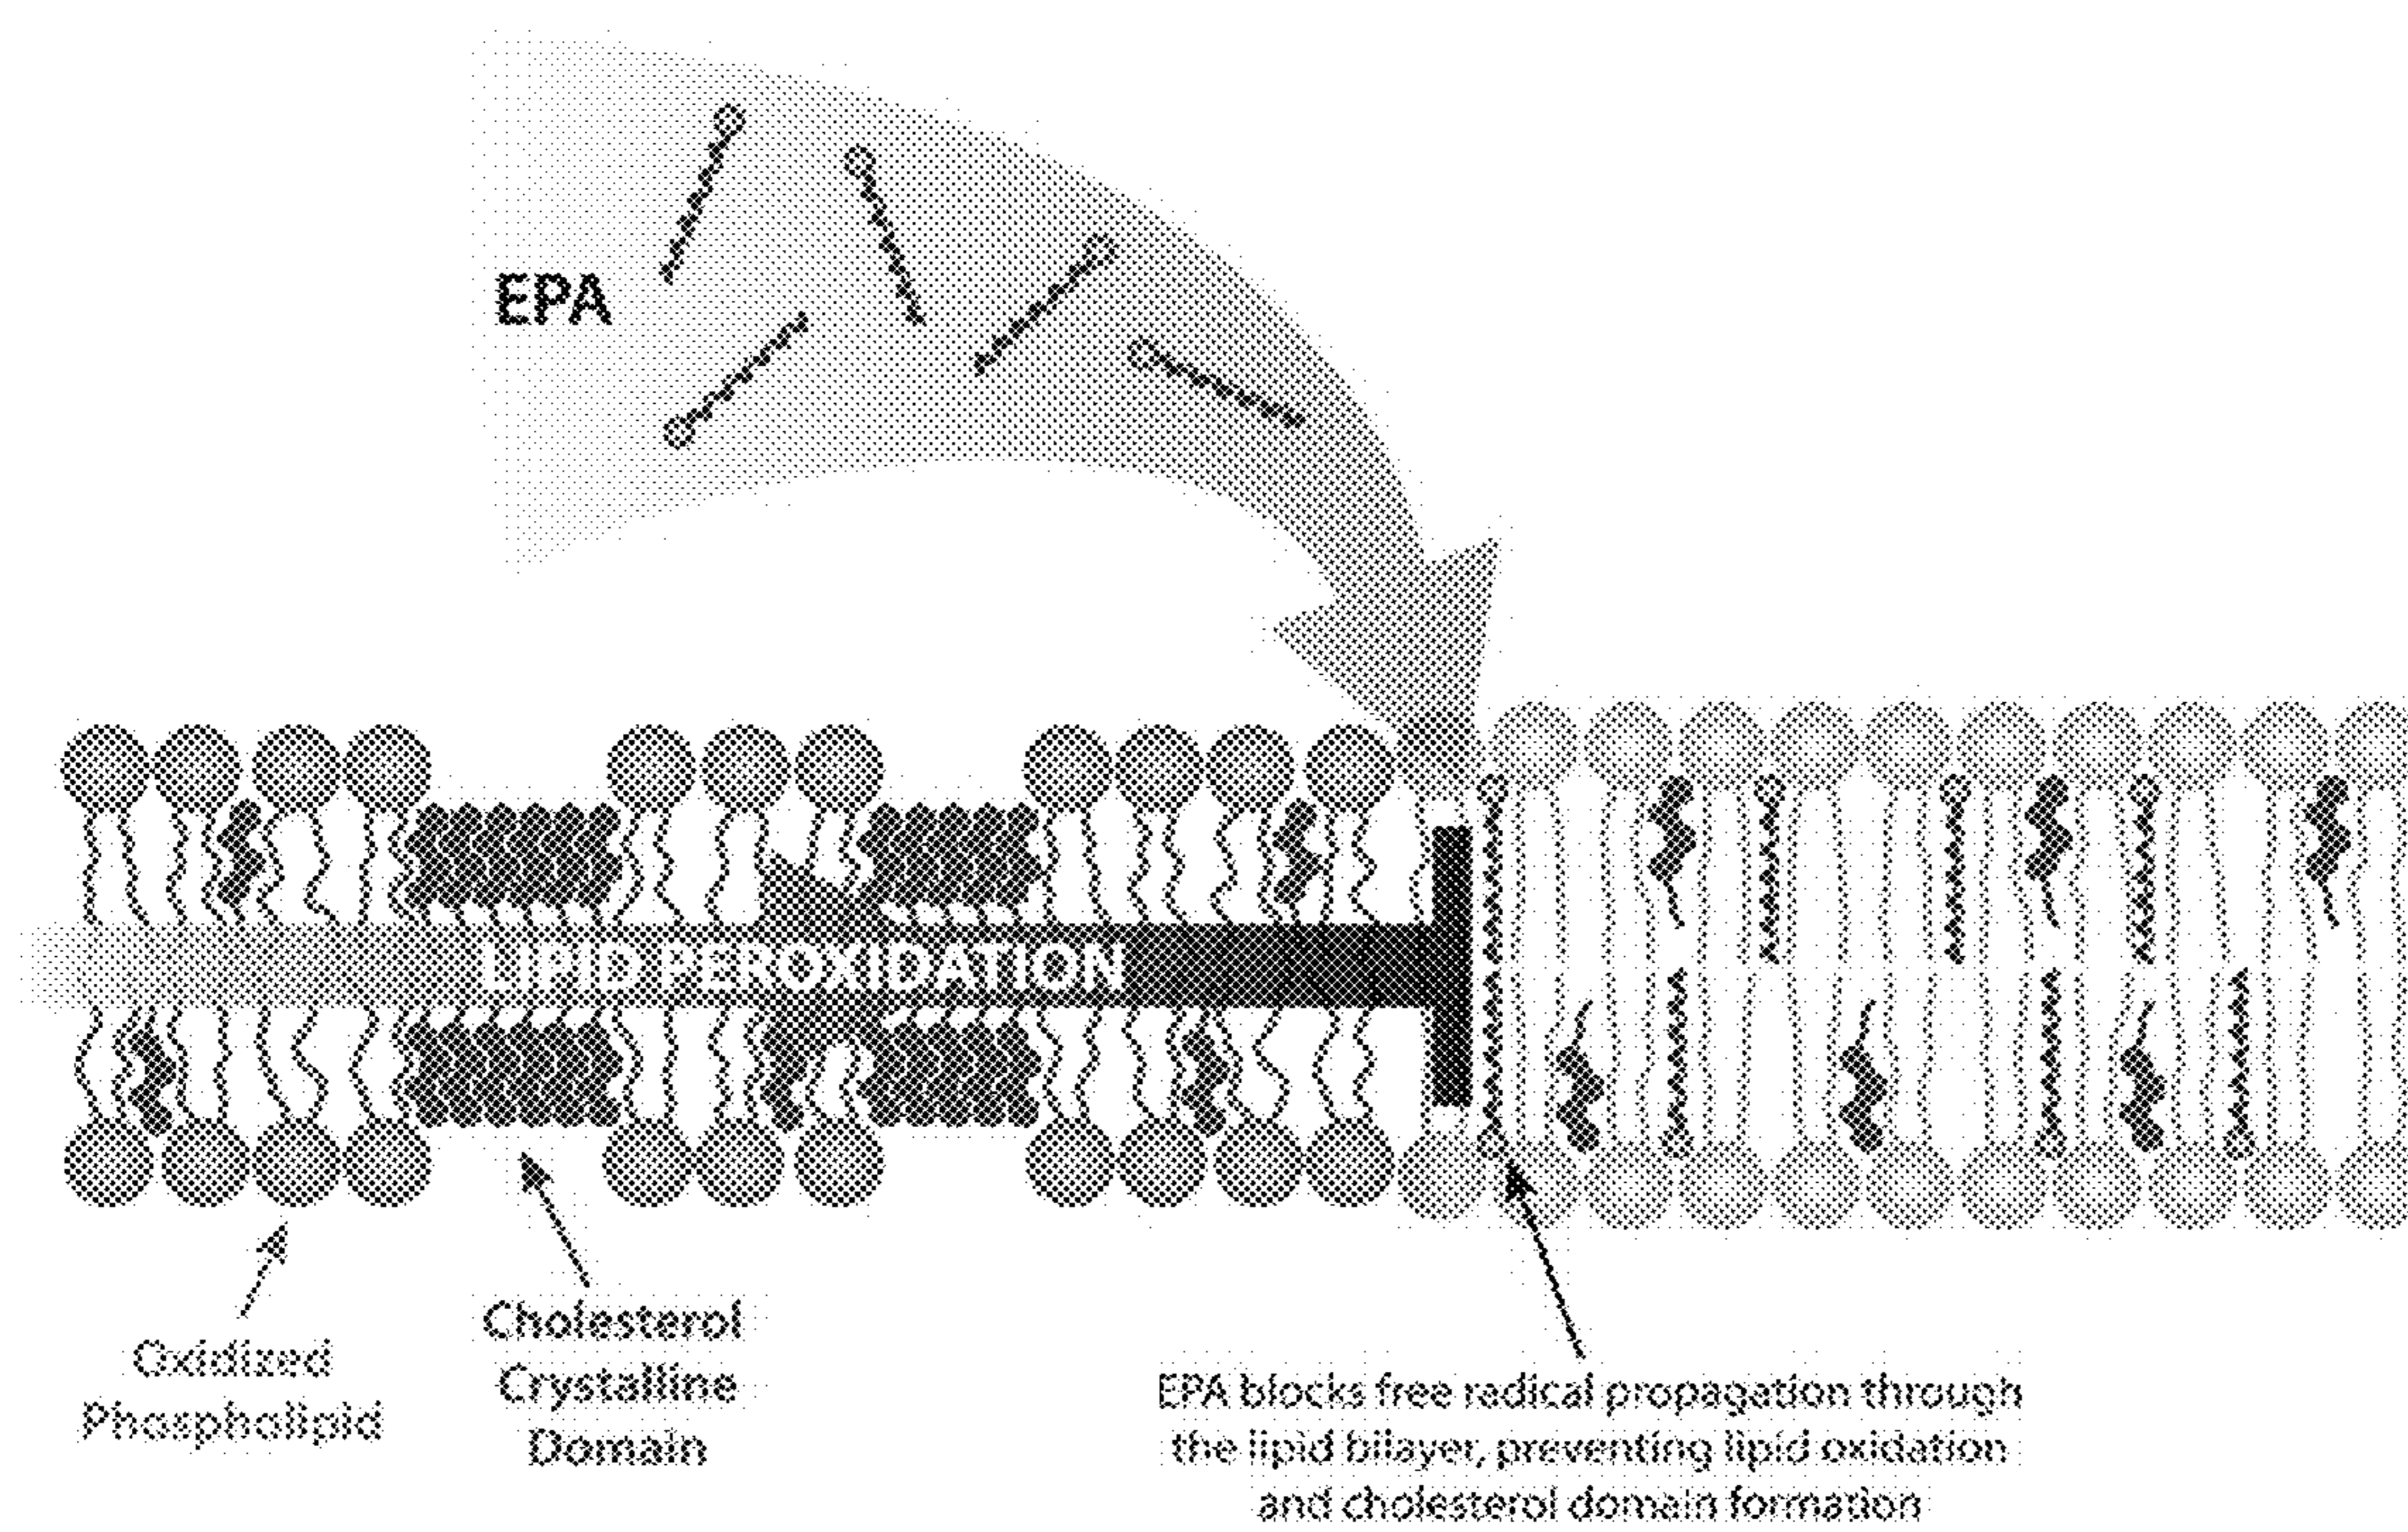 EPA
LIPID PEROXIDATION
Oxidized
Phospholipid
Cholesterol
Crystalline
Domain
EPA blocks free radical propagation through
the lipid bilayer, preventing lipid oxidation
and cholesterol domain formation